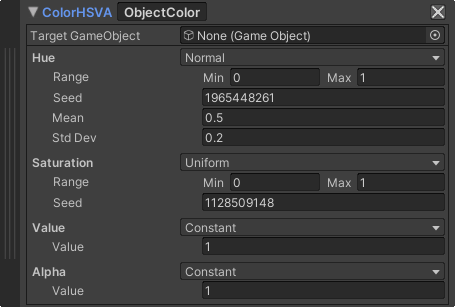 ColorHSVA ObjectColor
Target GameObject None (Game Object)
Hue Normal
Range Min 0 Max 1
Seed 1965448261
Mean 0.5
Std Dev 0.2
Saturation Uniform
Range Min 0 Max 1
Seed 1128509148
Value Constant
Value 1
Alpha Constant
Value 1